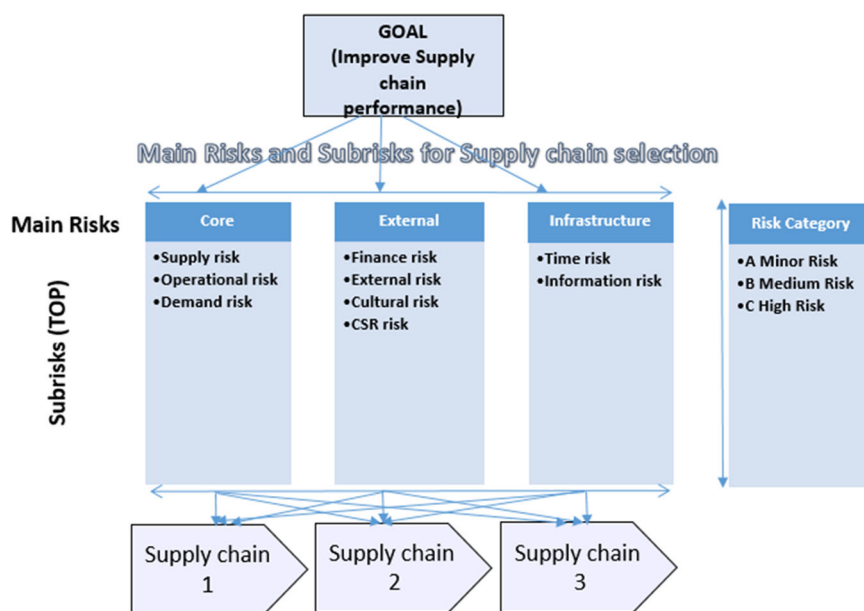 GOAL
(Improve Supply
chain
performance)
Main Risks and Subrisks for Supply chain selection
Main Risks
Subrisks (TOP)
Core
•Supply risk
•Operational risk
•Demand risk
External
•Finance risk
•External risk
•Cultural risk
•CSR risk
Infrastructure
•Time risk
•Information risk
Risk Category
•A Minor Risk
•B Medium Risk
•C High Risk
Supply chain
1
Supply chain
2
Supply chain
3